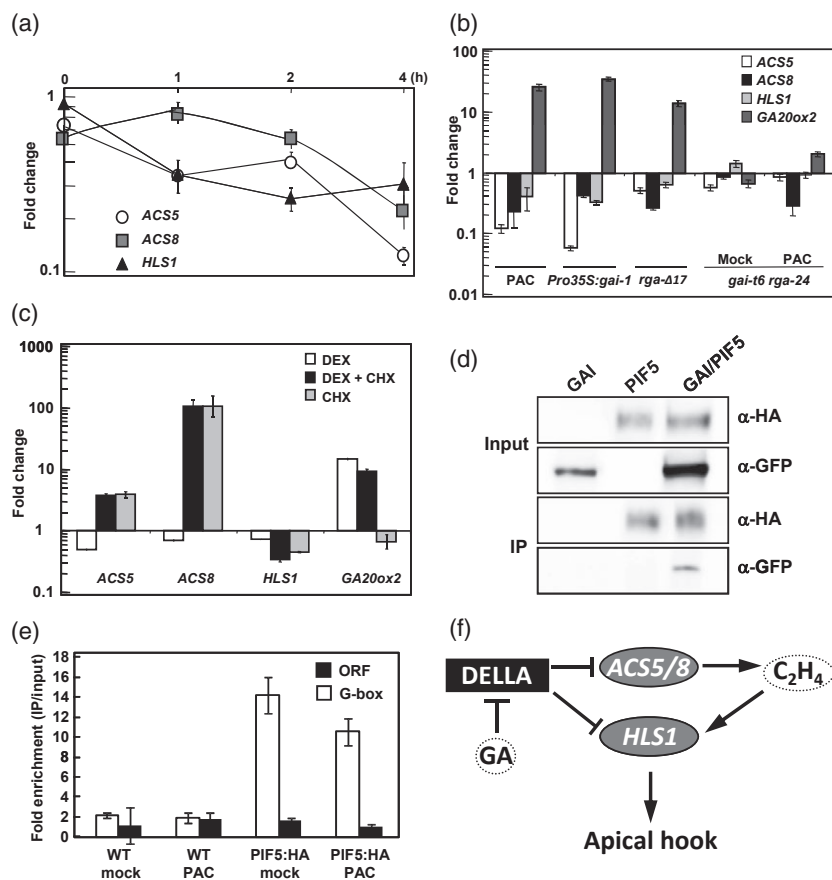 (a)
0 1 2 4 (h)
1
0.1
Fold change
ACS5
ACS8
HLS1
(b)
100
10
1
0.1
0.01
Fold change
ACS5
ACS8
HLS1
GA20ox2
Mock PAC
PAC Pro35S:gai-1 rga-Δ17 gai-t6 rga-24
(c)
1000
100
10
1
0.1
Fold change
DEX
DEX + CHX
CHX
ACS5 ACS8 HLS1 GA20ox2
(d)
GAI PIF5 GAI/PIF5
Input
α-HA
α-GFP
IP
α-HA
α-GFP
(e)
18
16
14
12
10
8
6
4
2
0
Fold enrichment (IP/input)
ORF
G-box
WT mock
WT PAC
PIF5:HA mock
PIF5:HA PAC
(f)
DELLA
ACS5/8
C2H4
GA
HLS1
Apical hook